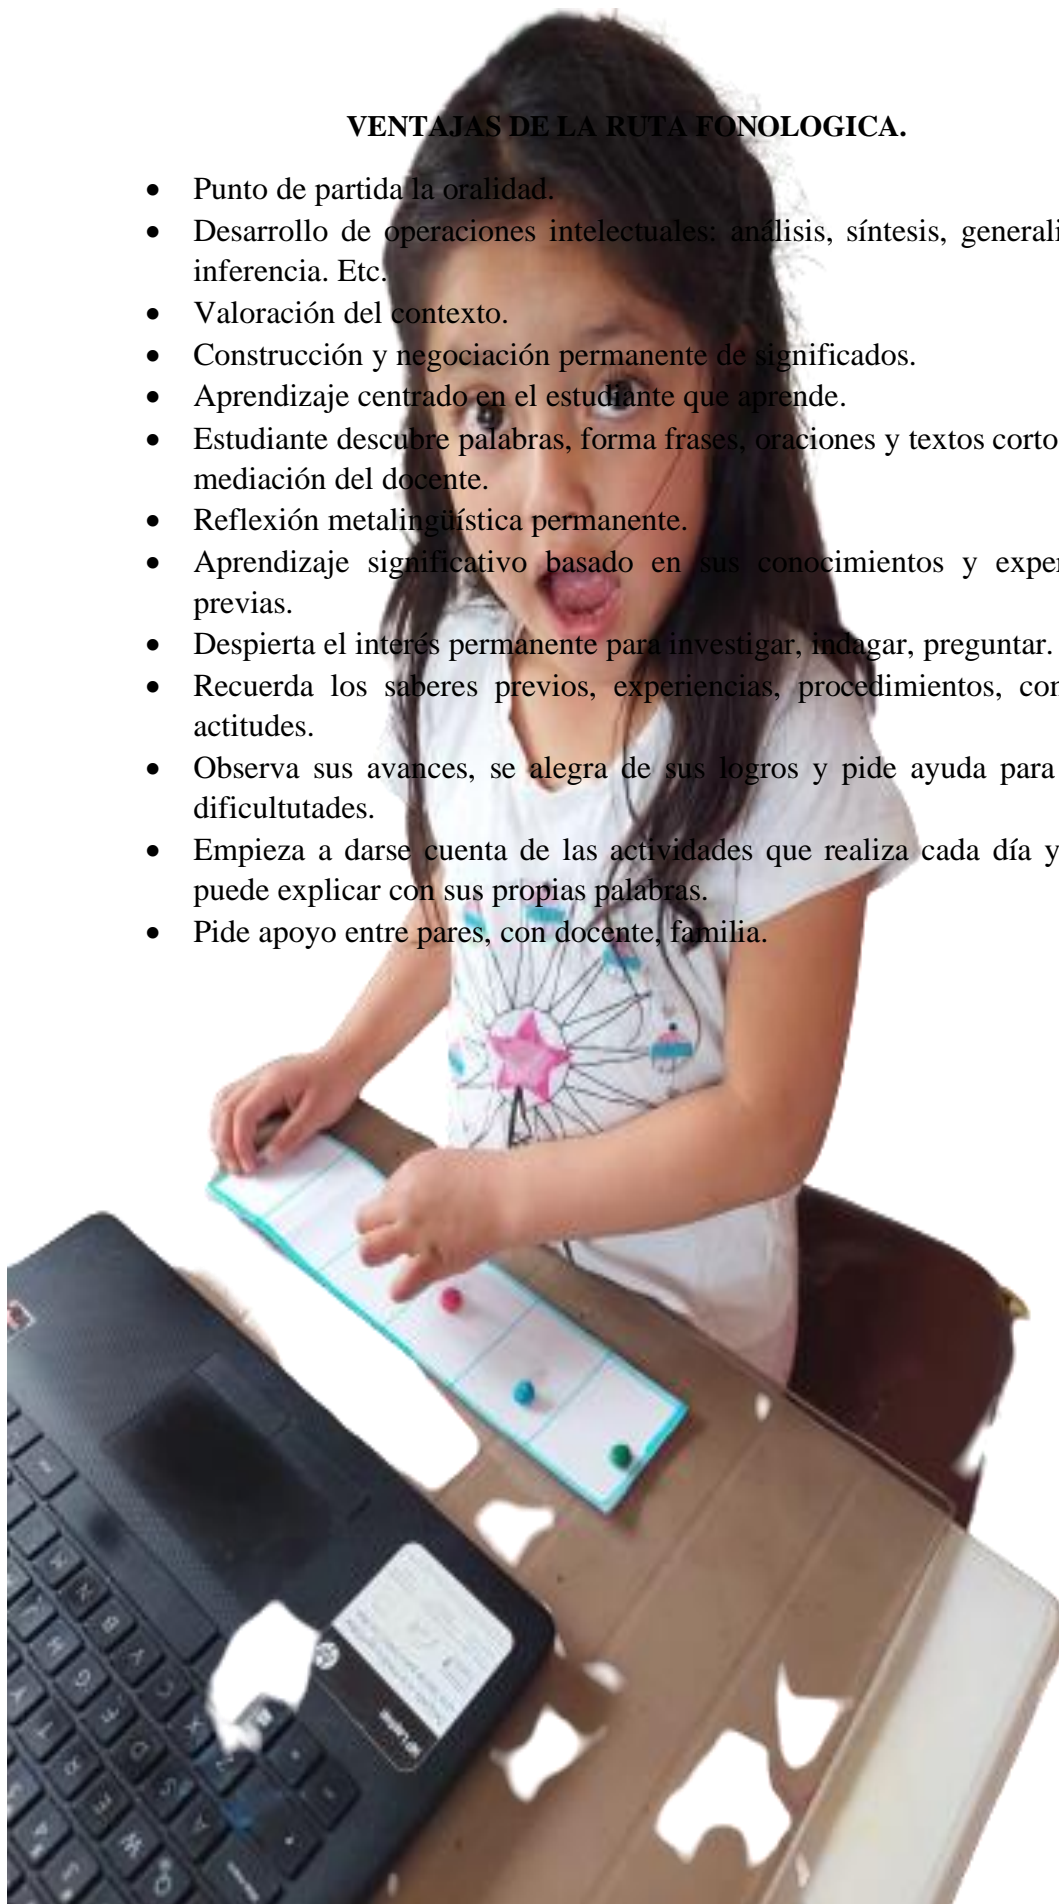 VENTAJAS DE LA RUTA FONOLOGICA.
• Punto de partida la oralidad.
• Desarrollo de operaciones intelectuales: análisis, síntesis,
inferencia. Etc.
• Valoración del contexto.
• Construcción y negociación permanente de significados.
• Aprendizaje centrado en el estudiante que aprende.
• Estudiante descubre palabras, forma frases, oraciones y textos
mediación del docente.
• Reflexión metalingüística permanente.
• Aprendizaje significativo basado en sus conocimientos y
previas.
• Despierta el interés permanente para investigar, indagar, preguntar.
• Recuerda los saberes previos, experiencias, procedimientos,
actitudes.
• Observa sus avances, se alegra de sus logros y pide ayuda para
dificultutades.
• Empieza a darse cuenta de las actividades que realiza cada día y
puede explicar con sus propias palabras.
• Pide apoyo entre pares, con docente, familia.